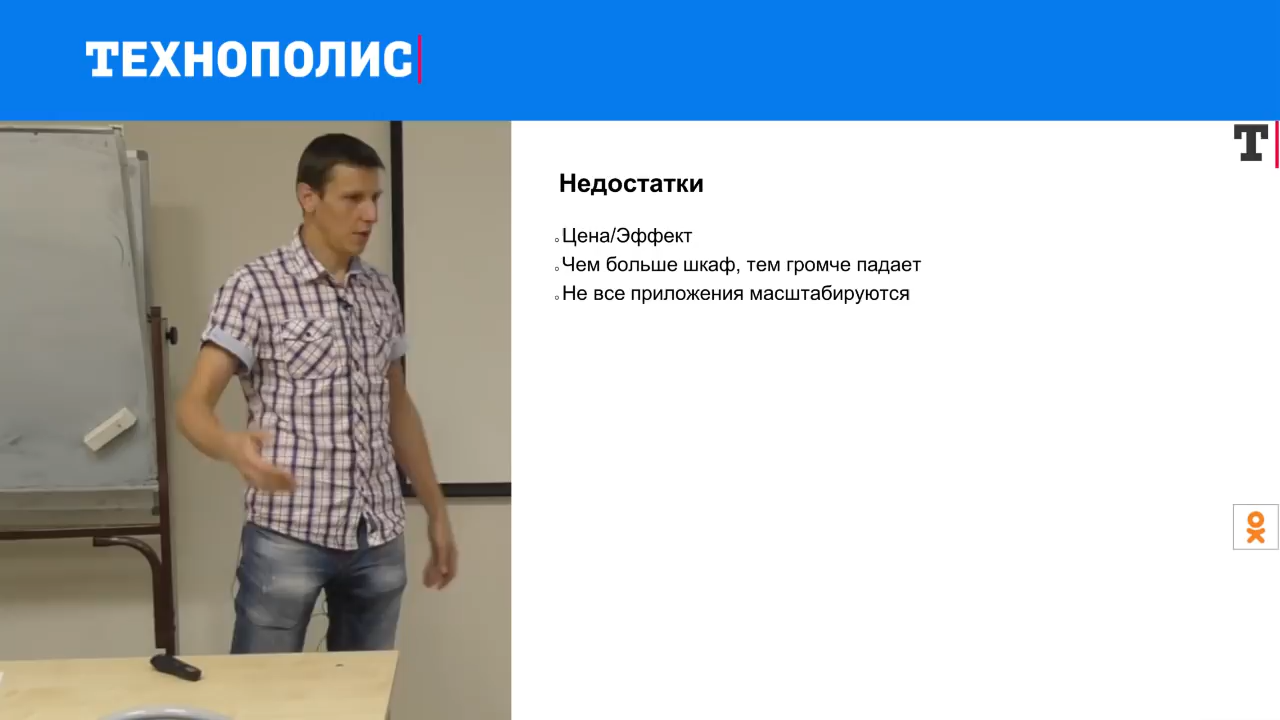 ТЕХНОПОЛИС
T
Недостатки
Цена/Эффект
Чем больше шкаф, тем громче падает
Не все приложения масштабируются